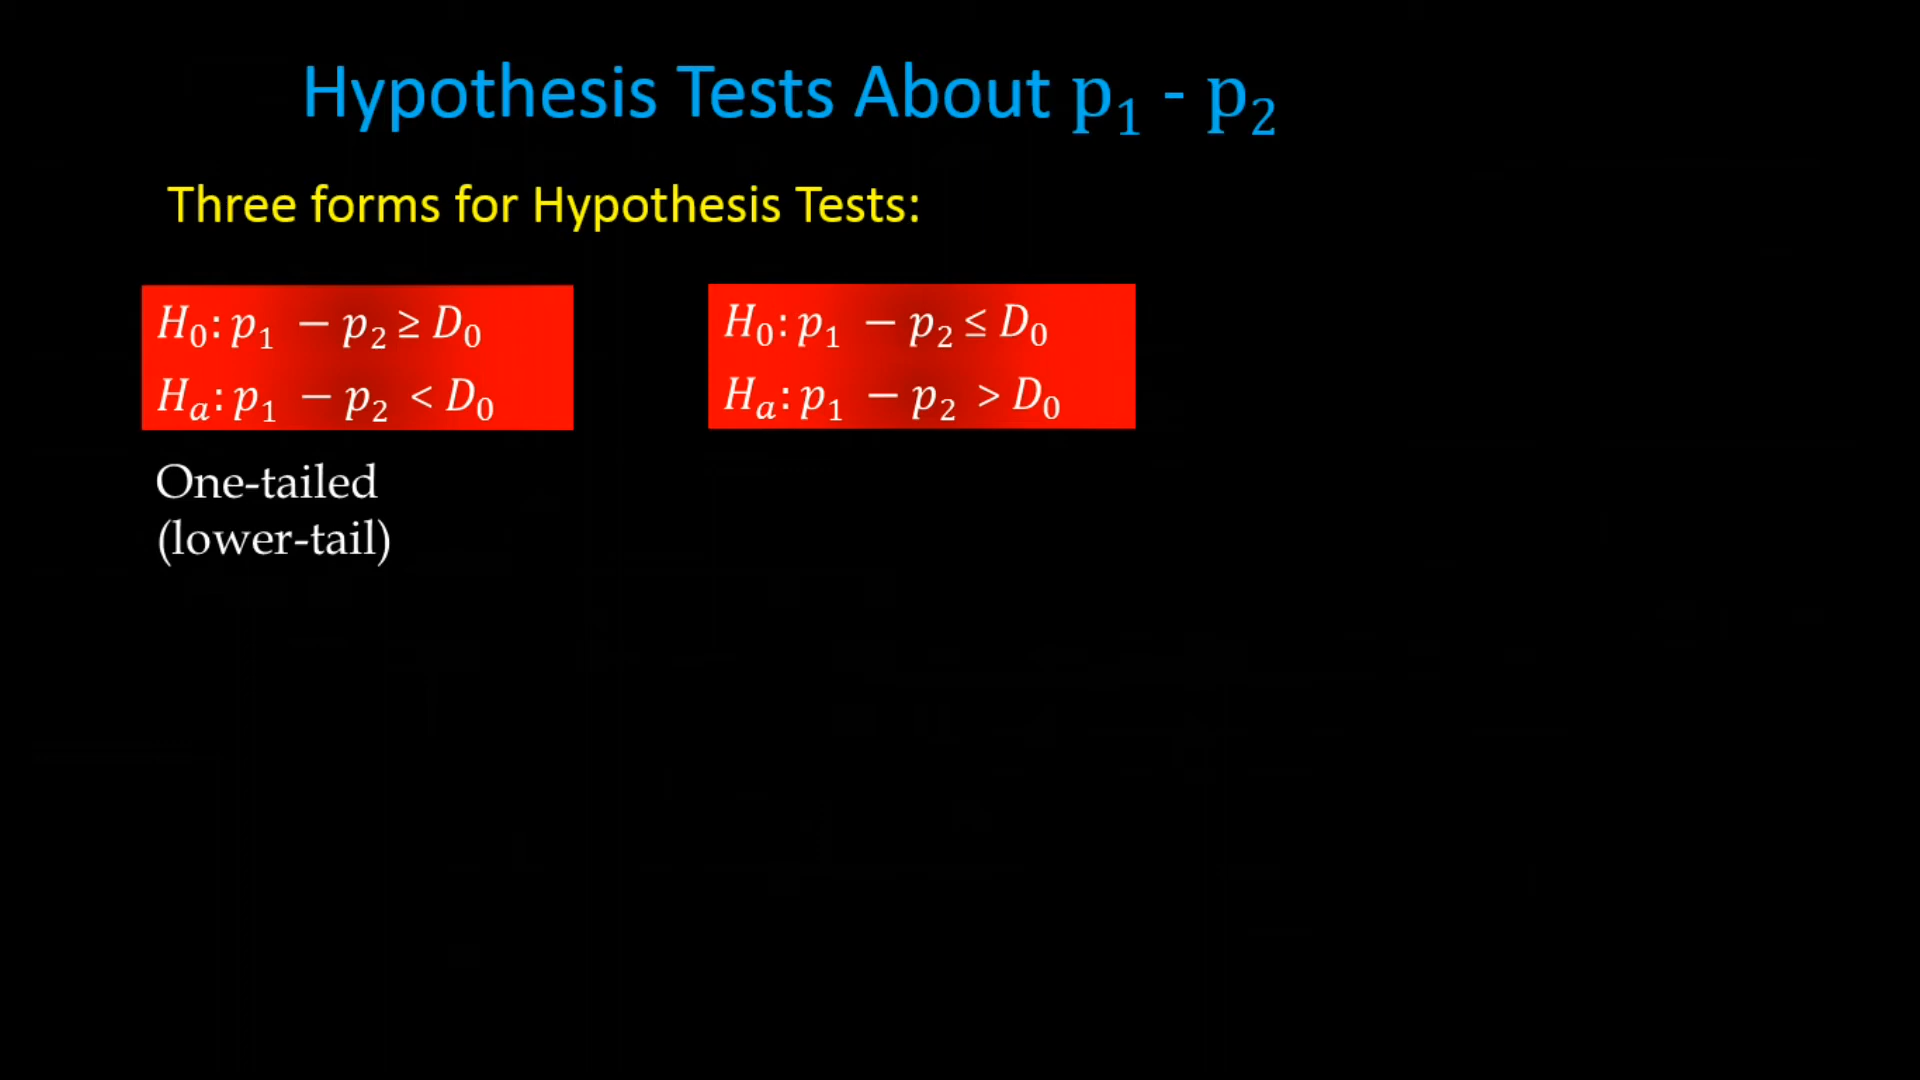 Hypothesis Tests About p₁ - p₂
Three forms for Hypothesis Tests:
H₀: p₁ − p₂ ≥ D₀
Hₐ: p₁ − p₂ < D₀
One-tailed
(lower-tail)
H₀: p₁ − p₂ ≤ D₀
Hₐ: p₁ − p₂ > D₀